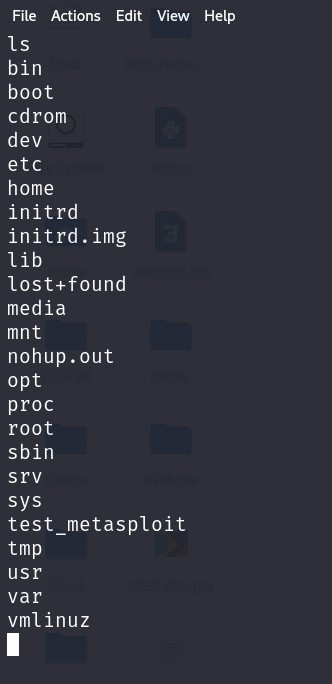 File Actions Edit View Help
ls
bin
boot
cdrom
dev
etc
home
initrd
initrd.img
lib
lost+found
media
mnt
nohup.out
opt
proc
root
sbin
srv
sys
test_metasploit
tmp
usr
var
vmlinuz